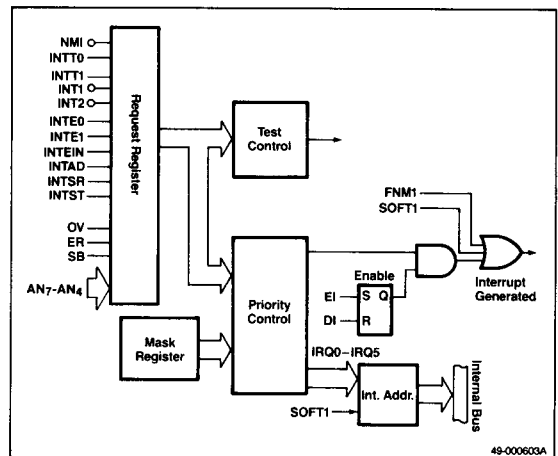 NMI
INTT0
INTT1
INT1
INT2
INTE0
INTE1
INTEIN
INTAD
INTSR
INTST
OV
ER
SB
AN7-AN4
Request Register
Test
Control
Mask
Register
Priority
Control
FNM1
SOFT1
Enable
EI
DI
S Q
R
Interrupt
Generated
IRQ0–IRQ5
SOFT1
Int. Addr.
Internal Bus
49-000603A